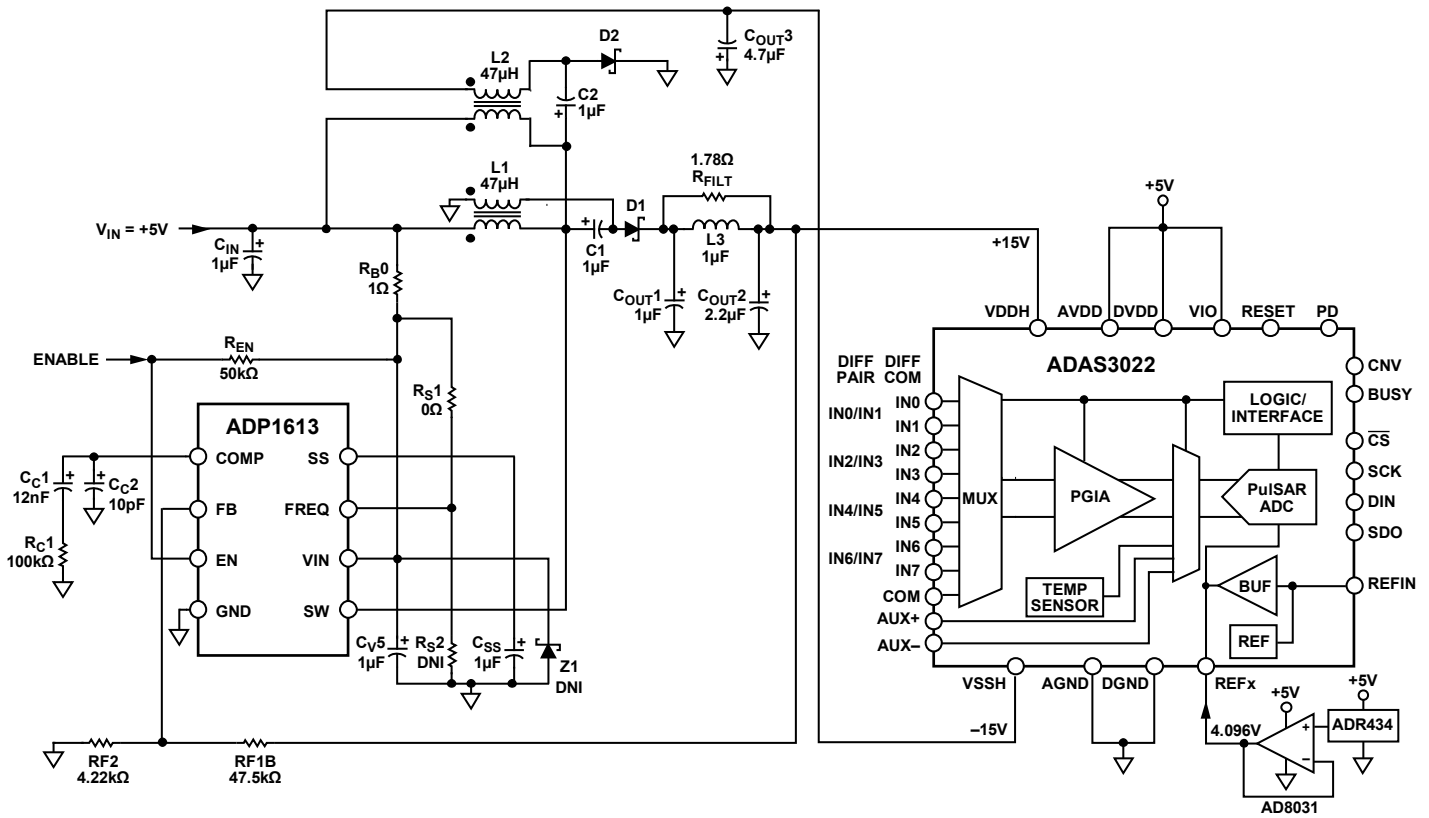 L2
47µH
D2
COUT3
4.7µF
C2
1µF
L1
47µH
1.78Ω
RFILT
D1
L3
1µF
C1
1µF
VIN = +5V
CIN
1µF
RB0
1Ω
COUT1
1µF
COUT2
2.2µF
ENABLE
REN
50kΩ
RS1
0Ω
ADP1613
COMP
SS
FB
FREQ
EN
VIN
GND
SW
CC1
12nF
CC2
10pF
RC1
100kΩ
CV5
1µF
RS2
DNI
CSS
1µF
Z1
DNI
RF2
4.22kΩ
RF1B
47.5kΩ
+5V
+15V
VDDH
AVDD
DVDD
VIO
RESET
PD
ADAS3022
DIFF
PAIR
DIFF
COM
IN0/IN1
IN2/IN3
IN4/IN5
IN6/IN7
IN0
IN1
IN2
IN3
IN4
IN5
IN6
IN7
COM
AUX+
AUX–
MUX
PGIA
LOGIC/
INTERFACE
PulSAR
ADC
TEMP
SENSOR
BUF
REF
CNV
BUSY
CS
SCK
DIN
SDO
REFIN
VSSH
AGND
DGND
REFx
–15V
4.096V
+5V
+5V
+
–
ADR434
AD8031